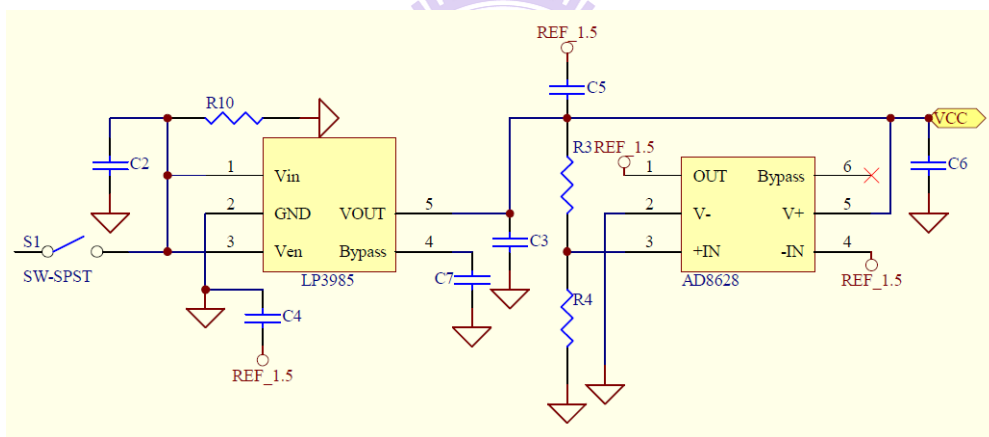 REF_1.5
C5
R10
VCC
R3
REF_1.5
C2
1
Vin
1
OUT
Bypass
6
C6
2
GND
VOUT
5
2
V-
V+
5
S1
3
Ven
Bypass
4
C3
3
+IN
-IN
4
SW-SPST
LP3985
C7
AD8628
REF_1.5
R4
C4
REF_1.5